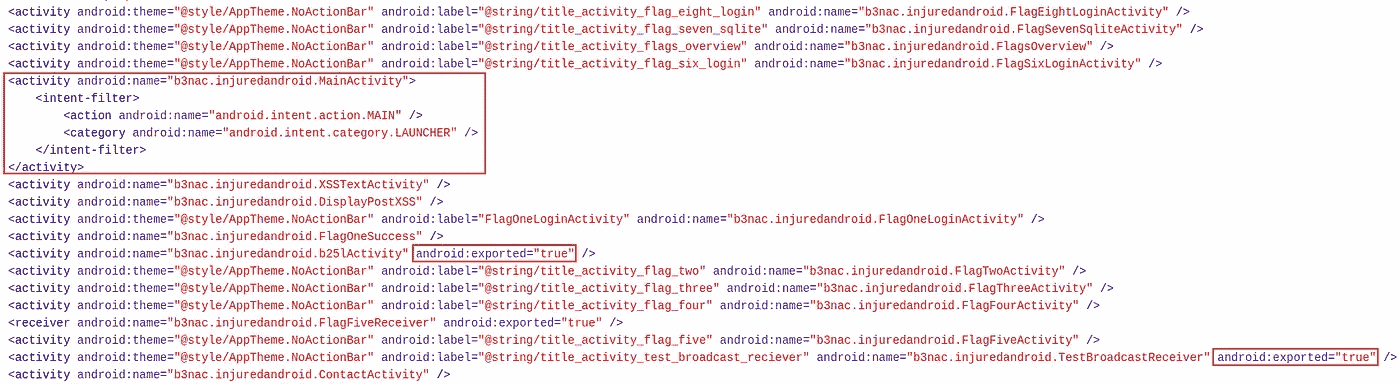 <activity android:theme="@style/AppTheme.NoActionBar" android:label="@string/title_activity_flag_eight_login" android:name="b3nac.injuredandroid.FlagEightLoginActivity" />
<activity android:theme="@style/AppTheme.NoActionBar" android:label="@string/title_activity_flag_seven_sqlite" android:name="b3nac.injuredandroid.FlagSevenSqliteActivity" />
<activity android:theme="@style/AppTheme.NoActionBar" android:label="@string/title_activity_flags_overview" android:name="b3nac.injuredandroid.FlagsOverview" />
<activity android:theme="@style/AppTheme.NoActionBar" android:label="@string/title_activity_flag_six_login" android:name="b3nac.injuredandroid.FlagSixLoginActivity" />
<activity android:name="b3nac.injuredandroid.MainActivity">
<intent-filter>
<action android:name="android.intent.action.MAIN" />
<category android:name="android.intent.category.LAUNCHER" />
</intent-filter>
</activity>
<activity android:name="b3nac.injuredandroid.XSSTextActivity" />
<activity android:name="b3nac.injuredandroid.DisplayPostXSS" />
<activity android:theme="@style/AppTheme.NoActionBar" android:label="FlagOneLoginActivity" android:name="b3nac.injuredandroid.FlagOneLoginActivity" />
<activity android:name="b3nac.injuredandroid.FlagOneSuccess" />
<activity android:name="b3nac.injuredandroid.b25lActivity" android:exported="true" />
<activity android:theme="@style/AppTheme.NoActionBar" android:label="@string/title_activity_flag_two" android:name="b3nac.injuredandroid.FlagTwoActivity" />
<activity android:theme="@style/AppTheme.NoActionBar" android:label="@string/title_activity_flag_three" android:name="b3nac.injuredandroid.FlagThreeActivity" />
<activity android:theme="@style/AppTheme.NoActionBar" android:label="@string/title_activity_flag_four" android:name="b3nac.injuredandroid.FlagFourActivity" />
<receiver android:name="b3nac.injuredandroid.FlagFiveReceiver" android:exported="true" />
<activity android:theme="@style/AppTheme.NoActionBar" android:label="@string/title_activity_flag_five" android:name="b3nac.injuredandroid.FlagFiveActivity" />
<activity android:theme="@style/AppTheme.NoActionBar" android:label="@string/title_activity_test_broadcast_reciever" android:name="b3nac.injuredandroid.TestBroadcastReceiver" android:exported="true" />
<activity android:name="b3nac.injuredandroid.ContactActivity" />